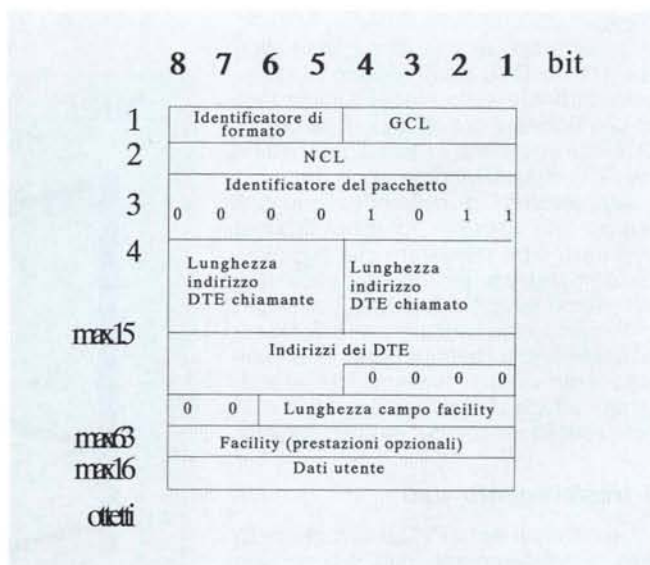 8 7 6 5 4 3 2 1 bit
1 Identificatore di formato GCL
2 NCL
3 Identificatore del pacchetto
0 0 0 0 1 0 1 1
4 Lunghezza indirizzo DTE chiamante Lunghezza indirizzo DTE chiamato
max15 Indirizzi dei DTE
0 0 0 0
0 0 Lunghezza campo facility
max63 Facility (prestazioni opzionali)
max16 Dati utente
ottetti